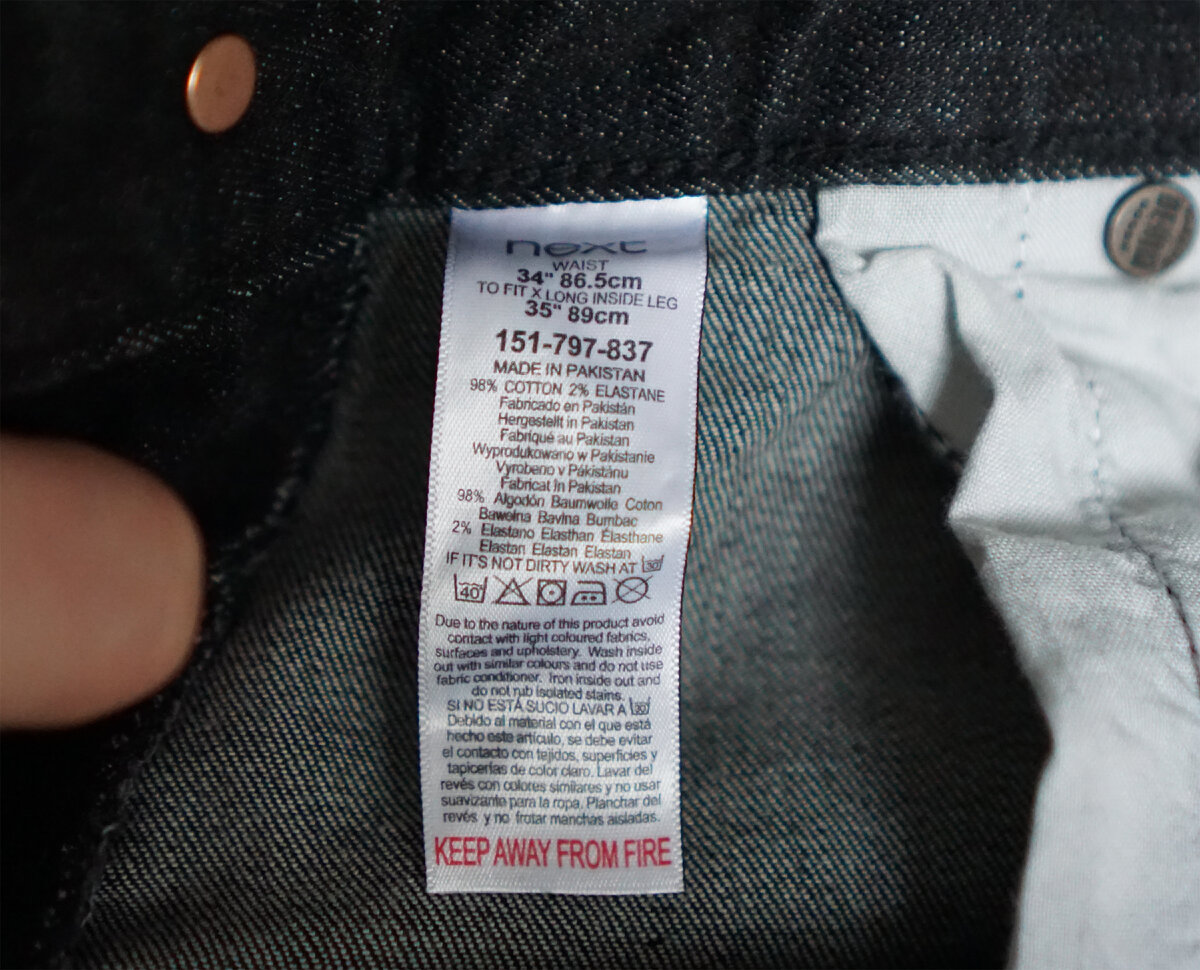 next
WAIST
34" 86.5cm
TO FIT X LONG INSIDE LEG
35" 89cm
151-797-837
MADE IN PAKISTAN
98% COTTON 2% ELASTANE
Fabricado en Pakistán
Hergestellt in Pakistan
Fabriqué au Pakistan
Wyprodukowano w Pakistanie
Vyrobeno v Pákistánu
Fabricat în Pakistan
98% Algodón Baumwolle Coton
Bawełna Bavlna Bumbac
2% Elastano Elasthan Élasthane
Elastan Elastan Elastan
IF IT'S NOT DIRTY WASH AT 30°
40°
Due to the nature of this product avoid
contact with light coloured fabrics,
surfaces and upholstery. Wash inside
out with similar colours and do not use
fabric conditioner. Iron inside out and
do not rub isolated stains.
SI NO ESTÁ SUCIO LAVAR A 30°
Debido al material con el que está
hecho este artículo, se debe evitar
el contacto con tejidos, superficies y
tapicerías de color claro. Lavar del
revés con colores similares y no usar
suavizante para la ropa. Planchar del
revés y no frotar manchas aisladas.
KEEP AWAY FROM FIRE